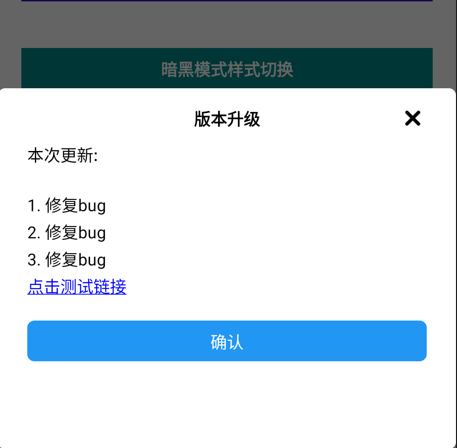 暗黑模式样式切换
版本升级
本次更新:
1. 修复bug
2. 修复bug
3. 修复bug
点击测试链接
确认